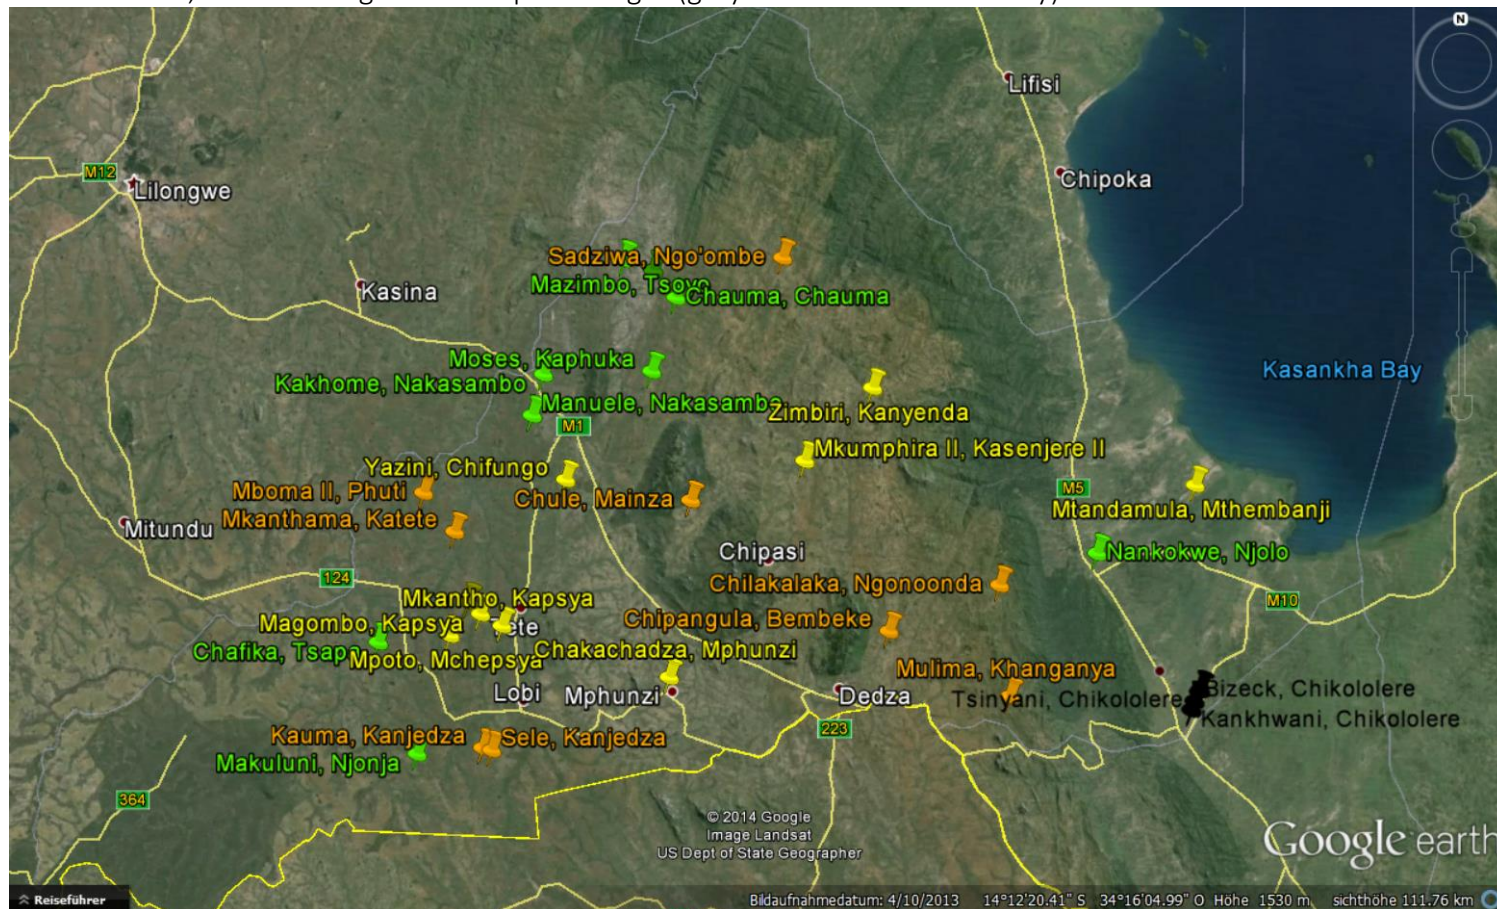 N
Lifisi
M12
Lilongwe
Chipoka
Sadziwa, Ngo'ombe
Mazimbo, Tsoyo
Chauma, Chauma
Kasina
Moses, Kaphuka
Kasankha Bay
Kakhome, Nakasambo
Manuele, Nakasambo
Zimbiri, Kanyenda
M1
Mkumphira II, Kasenjere II
Yazini, Chifungo
Mboma II, Phuti
Chule, Mainza
M5
Mtandamula, Mthembanji
Mkanthama, Katete
Mitundu
Chipasi
Nankokwe, Njolo
124
Chilakalaka, Ngonoonda
Mkantho, Kapsya
M10
Magombo, Kapsya
Chipangula, Bembeke
Chafika, Tsapa
Mpoto, Mchepsya
Chakachadza, Mphunzi
Mulima, Khanganya
Lobi
Mphunzi
Dedza
Tsinyani, Chikololere
Bizeck, Chikololere
Kankhwani, Chikololere
223
Kauma, Kanjedza
Sele, Kanjedza
Makuluni, Njonja
364
© 2014 Google
Image Landsat
US Dept of State Geographer
Google earth
Reiseführer
Bildaufnahmedatum: 4/10/2013 14°12'20.41" S 34°16'04.99" O Höhe 1530 m sichthöhe 111.76 km